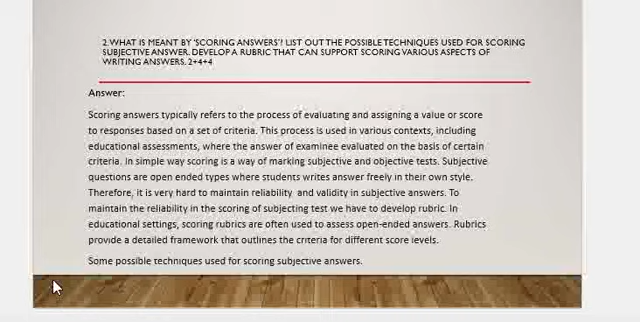 2.WHAT IS MEANT BY 'SCORING ANSWERS'? LIST OUT THE POSSIBLE TECHNIQUES USED FOR SCORING
SUBJECTIVE ANSWER. DEVELOP A RUBRIC THAT CAN SUPPORT SCORING VARIOUS ASPECTS OF
WRITING ANSWERS. 2+4+4
Answer:
Scoring answers typically refers to the process of evaluating and assigning a value or score
to responses based on a set of criteria. This process is used in various contexts, including
educational assessments, where the answer of examinee evaluated on the basis of certain
criteria. In simple way scoring is a way of marking subjective and objective tests. Subjective
questions are open ended types where students writes answer freely in their own style.
Therefore, it is very hard to maintain reliability and validity in subjective answers. To
maintain the reliability in the scoring of subjecting test we have to develop rubric. In
educational settings, scoring rubrics are often used to assess open-ended answers. Rubrics
provide a detailed framework that outlines the criteria for different score levels.
Some possible techniques used for scoring subjective answers.